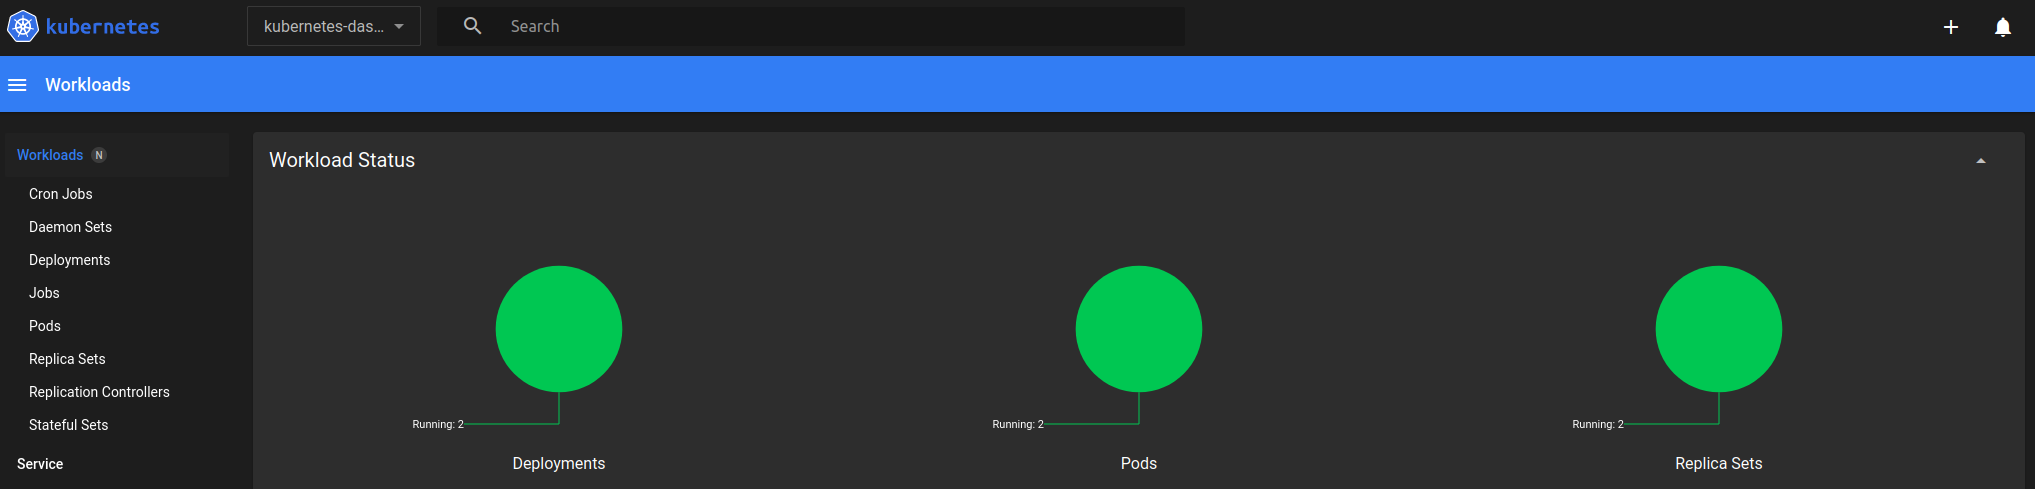 kubernetes
kubernetes-das...
Search
Workloads
Workloads N
Cron Jobs
Daemon Sets
Deployments
Jobs
Pods
Replica Sets
Replication Controllers
Stateful Sets
Service
Workload Status
Running: 2
Deployments
Running: 2
Pods
Running: 2
Replica Sets